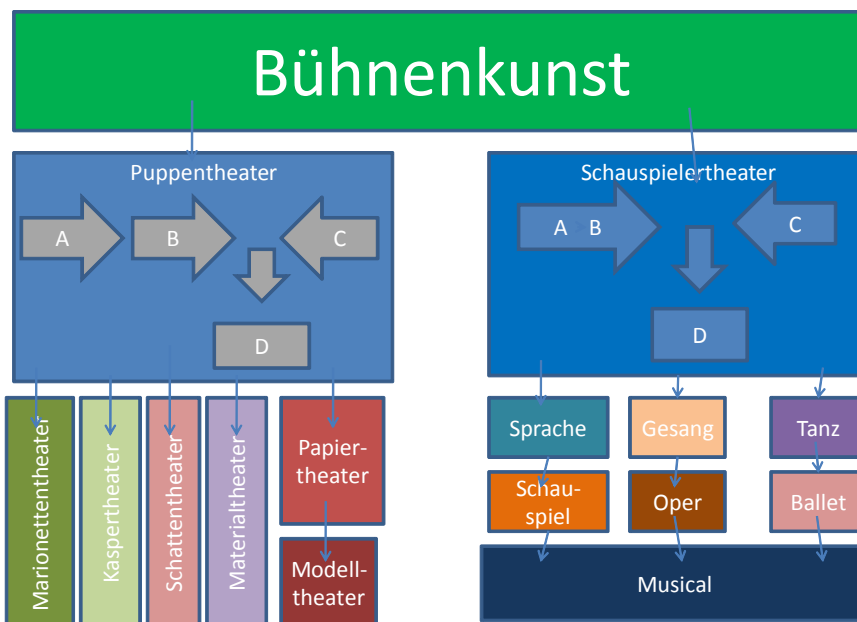 Bühnenkunst
Puppentheater
A
B
C
D
Schauspielertheater
A B
C
D
Marionettentheater
Kaspertheater
Schattentheater
Materialtheater
Papier-
theater
Modell-
theater
Sprache
Gesang
Tanz
Schau-
spiel
Oper
Ballet
Musical